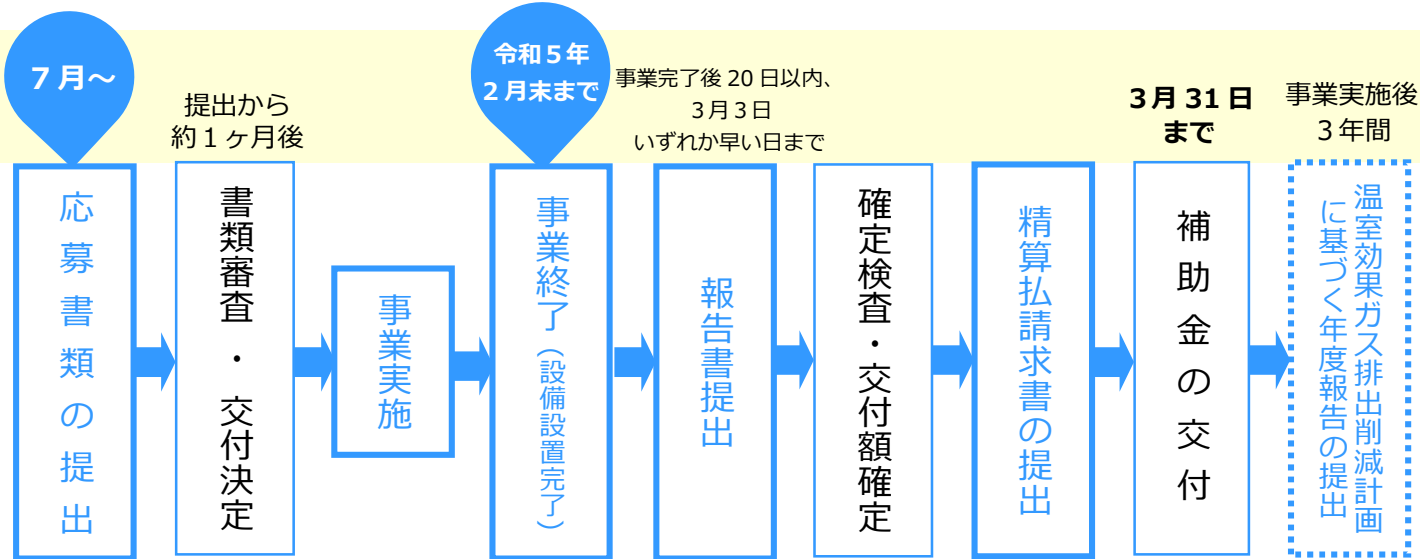 7月～
提出から
約1ヶ月後
令和5年
2月末まで
事業完了後 20 日以内、
3月3日
いずれか早い日まで
3月 31 日
まで
事業実施後
3年間
応募書類の提出
書類審査・交付決定
事業実施
事業終了（設備設置完了）
報告書提出
確定検査・交付額確定
精算払請求書の提出
補助金の交付
温室効果ガス排出削減計画
に基づく年度報告の提出